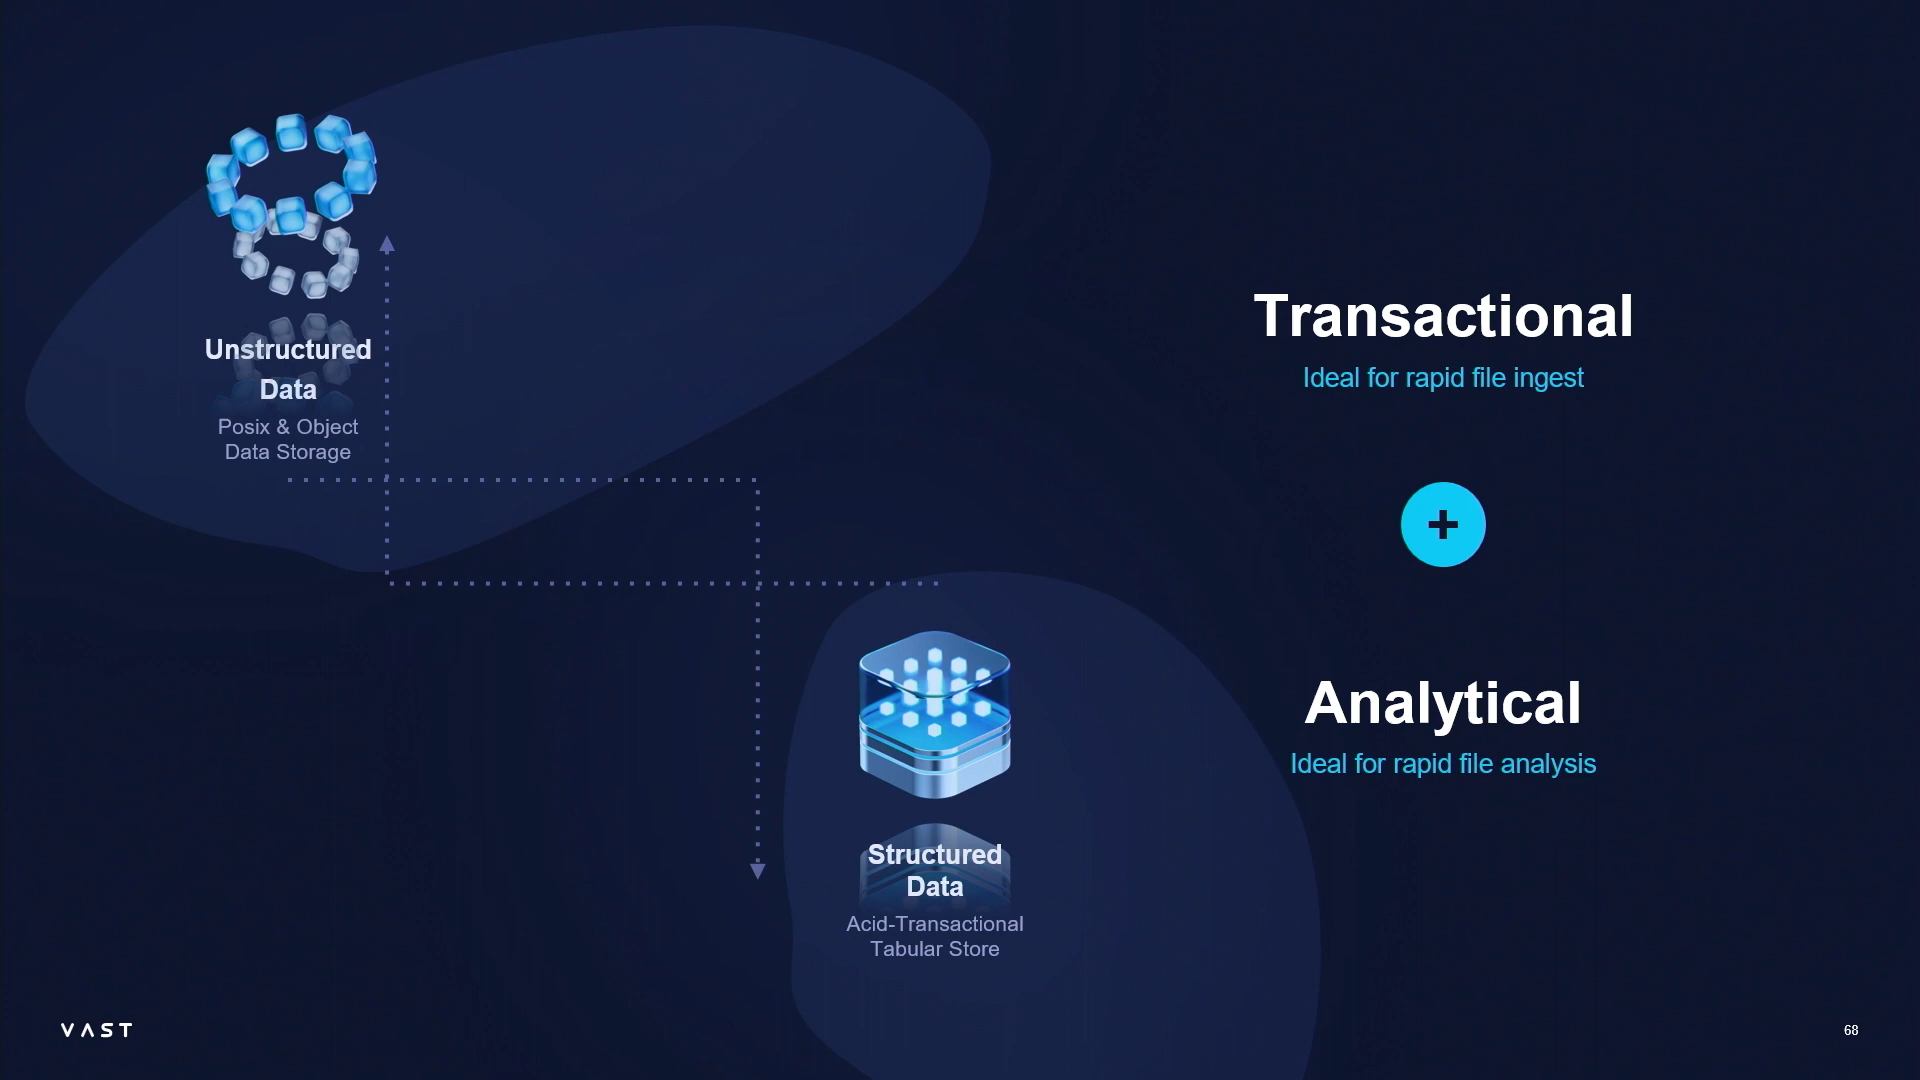 Unstructured
Data
Posix & Object
Data Storage
Structured
Data
Acid-Transactional
Tabular Store
Transactional
Ideal for rapid file ingest
+
Analytical
Ideal for rapid file analysis
VAST
68